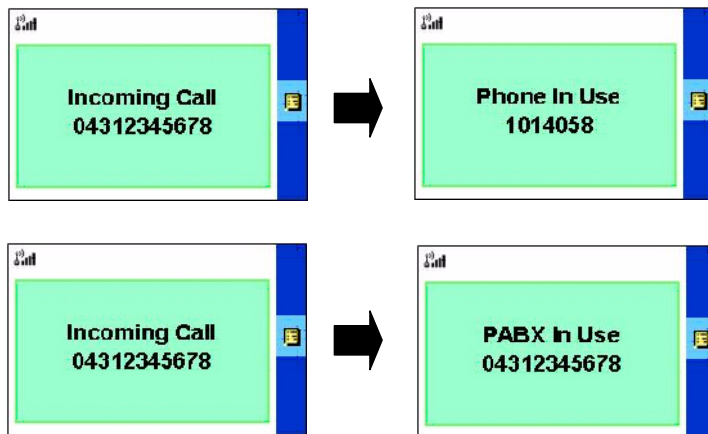 Incoming Call
04312345678
Phone In Use
1014058
Incoming Call
04312345678
PABX In Use
04312345678